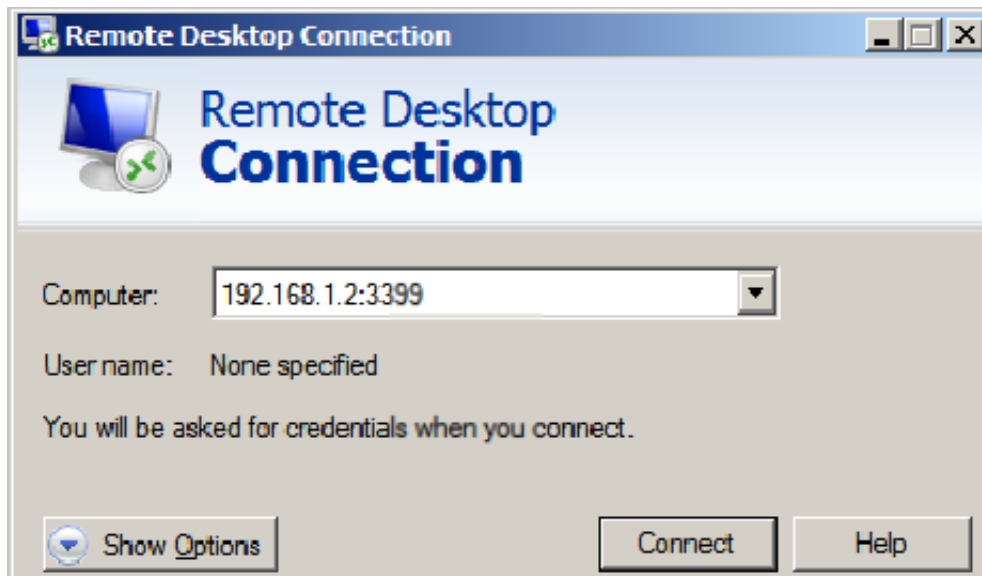 Remote Desktop Connection
Remote Desktop
Connection
Computer: 192.168.1.2:3399
User name: None specified
You will be asked for credentials when you connect.
Show Options Connect Help